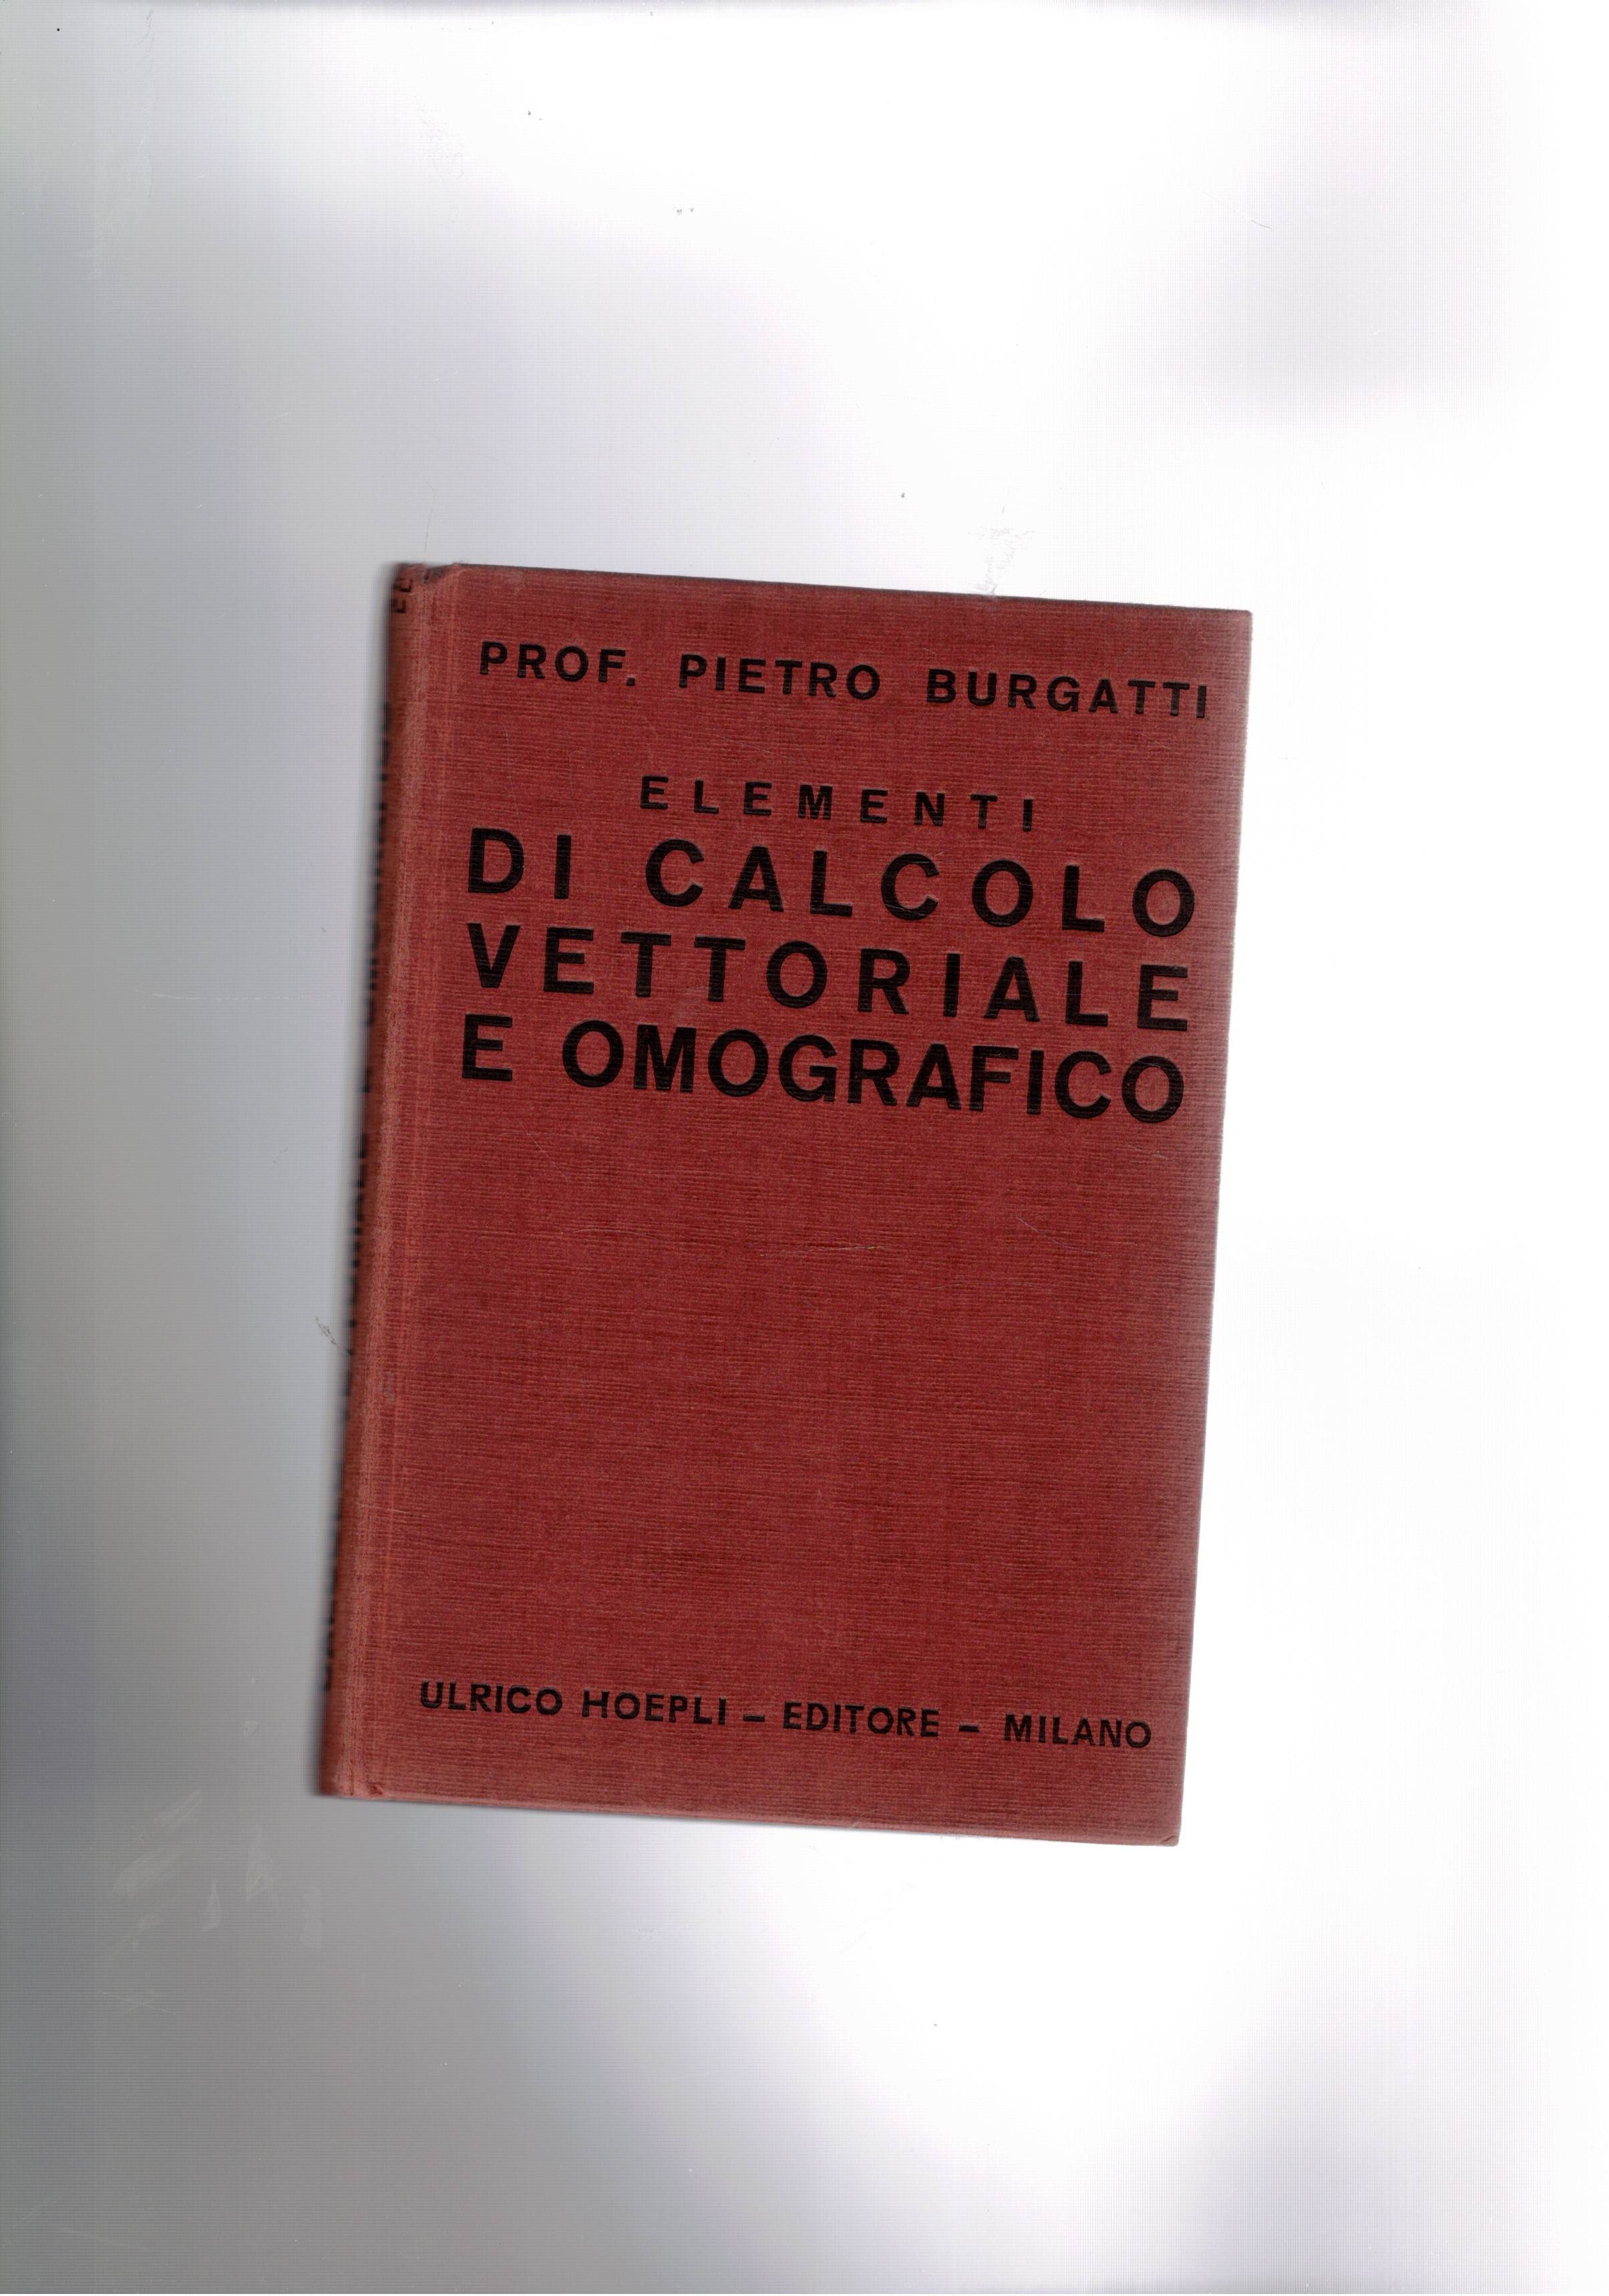 PROF. PIETRO BURGATTI
ELEMENTI
DI CALCOLO
VETTORIALE
E OMOGRAFICO
ULRICO HOEPLI – EDITORE – MILANO